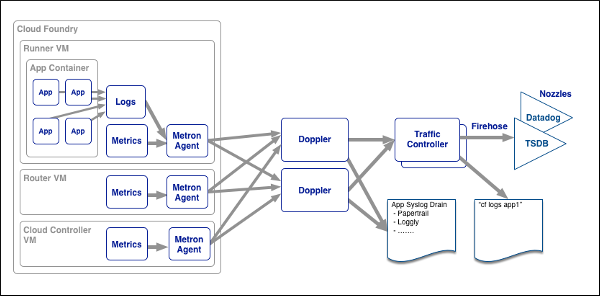 Cloud Foundry
Runner VM
App Container
App
App
App
App
Logs
Metrics
Metron
Agent
Router VM
Metrics
Metron
Agent
Cloud Controller
VM
Metrics
Metron
Agent
Doppler
Doppler
Traffic
Controller
Firehose
Nozzles
Datadog
TSDB
App Syslog Drain
- Papertrail
- Loggly
- .......
"cf logs app1"